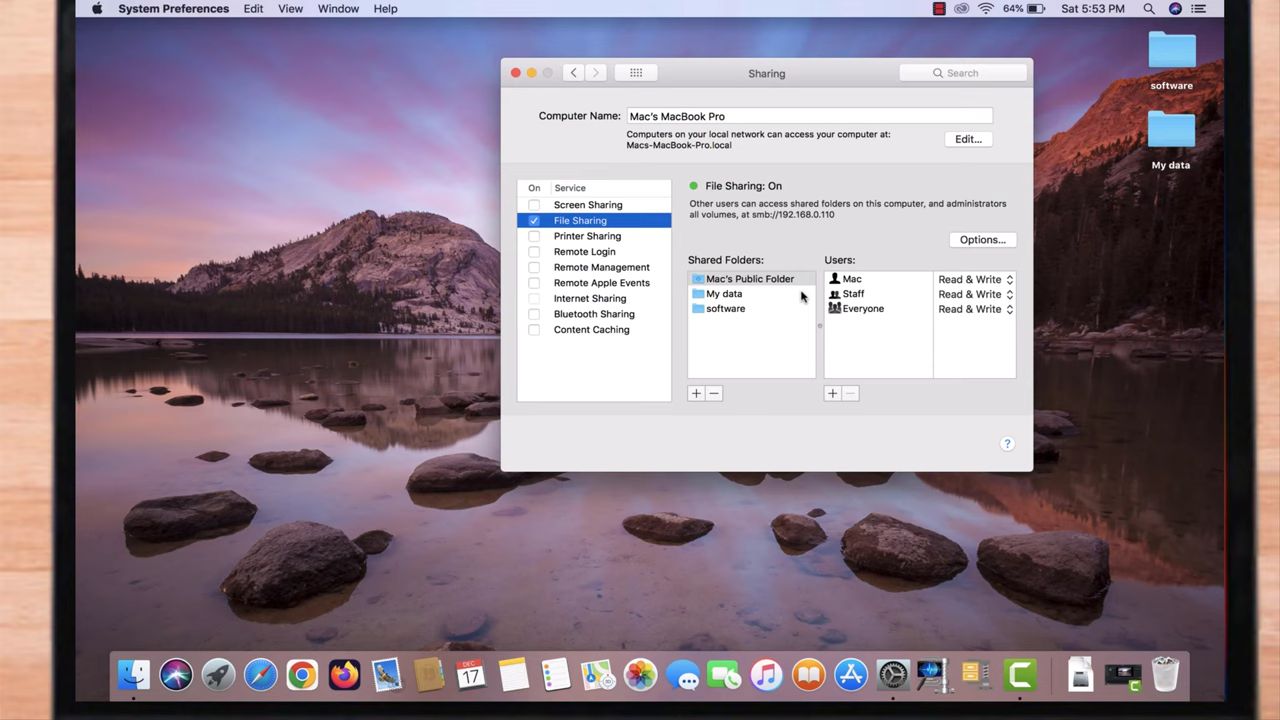 System Preferences Edit View Window Help 64% Sat 5:53 PM
software
My data
Sharing
Search
Computer Name: Mac's MacBook Pro
Computers on your local network can access your computer at:
Macs-MacBook-Pro.local
Edit...
On Service
Screen Sharing
File Sharing
Printer Sharing
Remote Login
Remote Management
Remote Apple Events
Internet Sharing
Bluetooth Sharing
Content Caching
File Sharing: On
Other users can access shared folders on this computer, and administrators
all volumes, at smb://192.168.0.110
Options...
Shared Folders:
Mac's Public Folder
My data
software
Users:
Mac Read & Write
Staff Read & Write
Everyone Read & Write
+ −
+ −
?
DEC
17